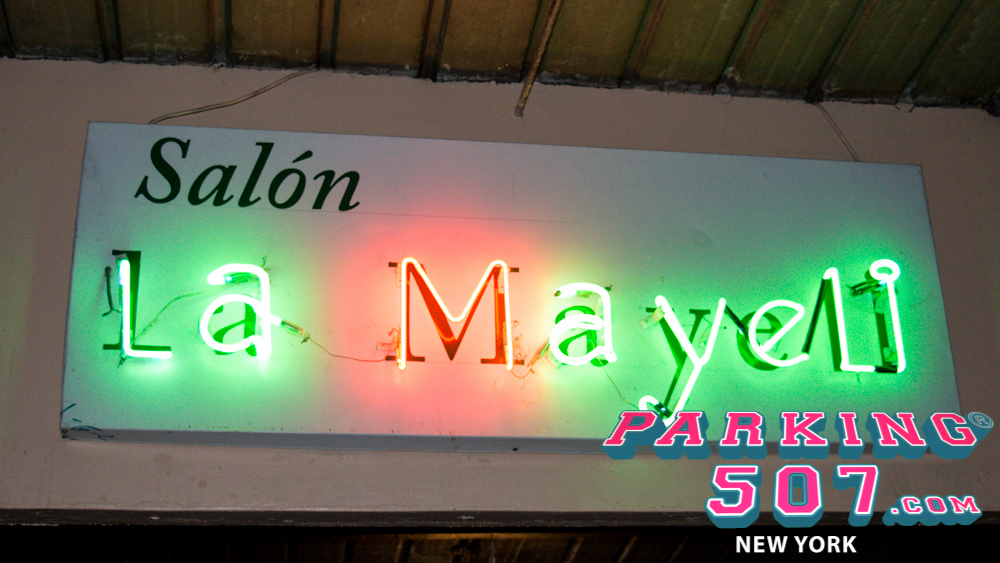 Salón
La Mayeli
PARKING®
507.COM
NEW YORK